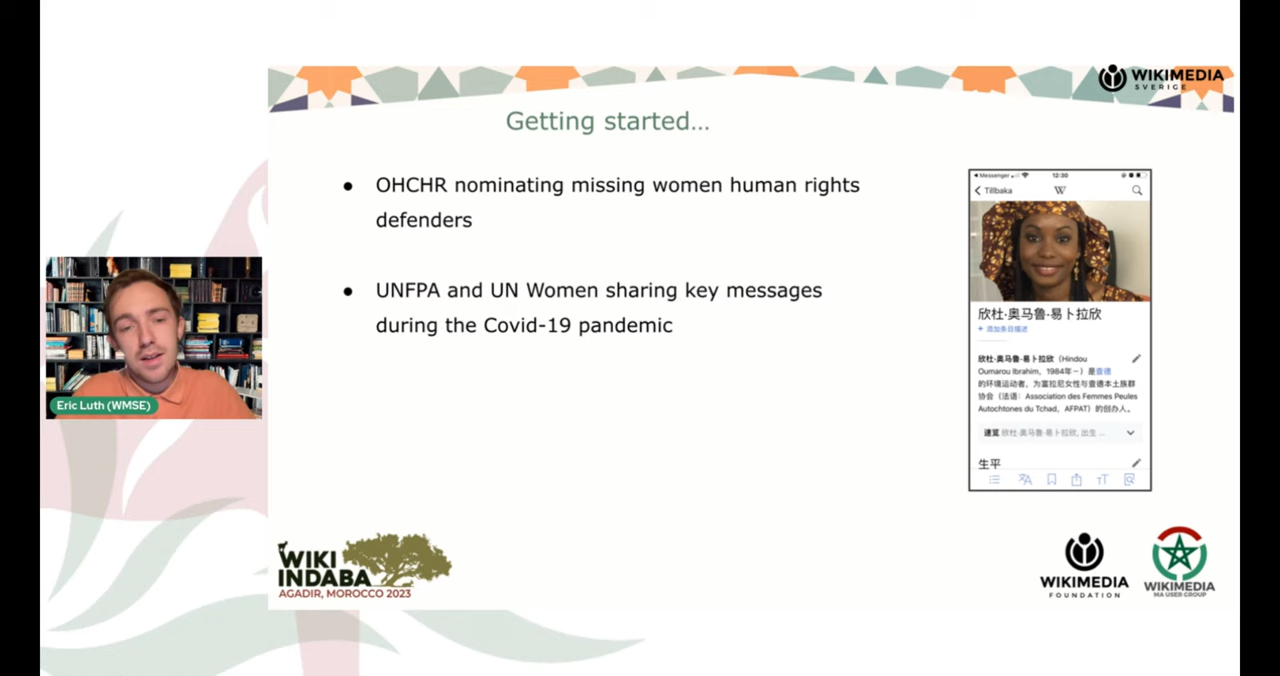 WIKIMEDIA
SVERIGE
Getting started…
● OHCHR nominating missing women human rights
defenders
● UNFPA and UN Women sharing key messages
during the Covid-19 pandemic
Eric Luth (WMSE)
Messenger
12:30
Tillbaka
W
欣杜·奥马鲁·易卜拉欣
+ 添加条目描述
欣杜·奥马鲁·易卜拉欣（Hindou
Oumarou Ibrahim，1984年－）是查德
的环境运动者，为富拉尼女性与查德本土族群
协会（法语：Association des Femmes Peules
Autochtones du Tchad，AFPAT）的创办人。
速览 欣杜·奥马鲁·易卜拉欣, 出生 ...
生平
WIKI
INDABA
AGADIR, MOROCCO 2023
WIKIMEDIA
FOUNDATION
WIKIMEDIA
MA USER GROUP